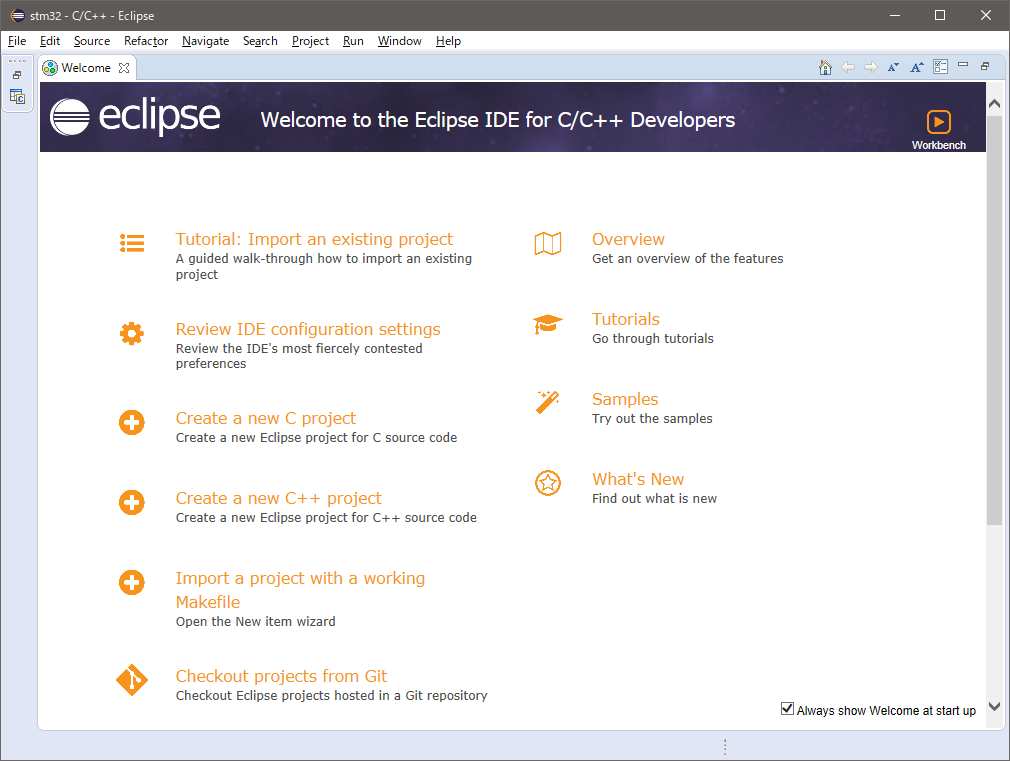 stm32 - C/C++ - Eclipse
File Edit Source Refactor Navigate Search Project Run Window Help
Welcome
eclipse
Welcome to the Eclipse IDE for C/C++ Developers
Workbench
Tutorial: Import an existing project
A guided walk-through how to import an existing
project
Review IDE configuration settings
Review the IDE's most fiercely contested
preferences
Create a new C project
Create a new Eclipse project for C source code
Create a new C++ project
Create a new Eclipse project for C++ source code
Import a project with a working
Makefile
Open the New item wizard
Checkout projects from Git
Checkout Eclipse projects hosted in a Git repository
Overview
Get an overview of the features
Tutorials
Go through tutorials
Samples
Try out the samples
What's New
Find out what is new
Always show Welcome at start up